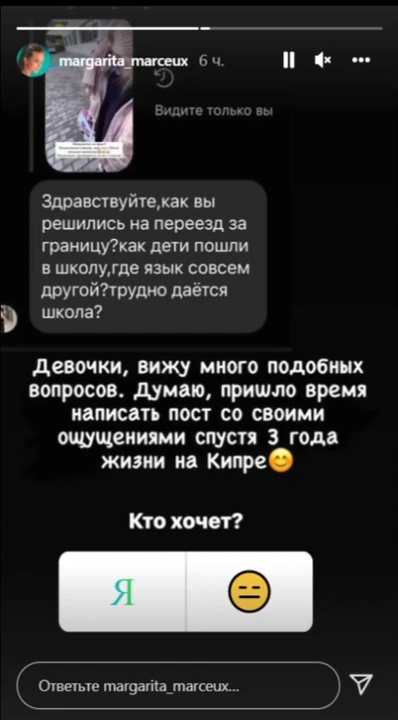 margarita_marceux 6 ч.
Видите только вы
Здравствуйте,как вы
решились на переезд за
границу?как дети пошли
в школу,где язык совсем
другой?трудно даётся
школа?
Девочки, вижу много подобных
вопросов. Думаю, пришло время
написать пост со своими
ощущениями спустя 3 года
жизни на Кипре😊
Кто хочет?
Я 😑
Ответьте margarita_marceux...